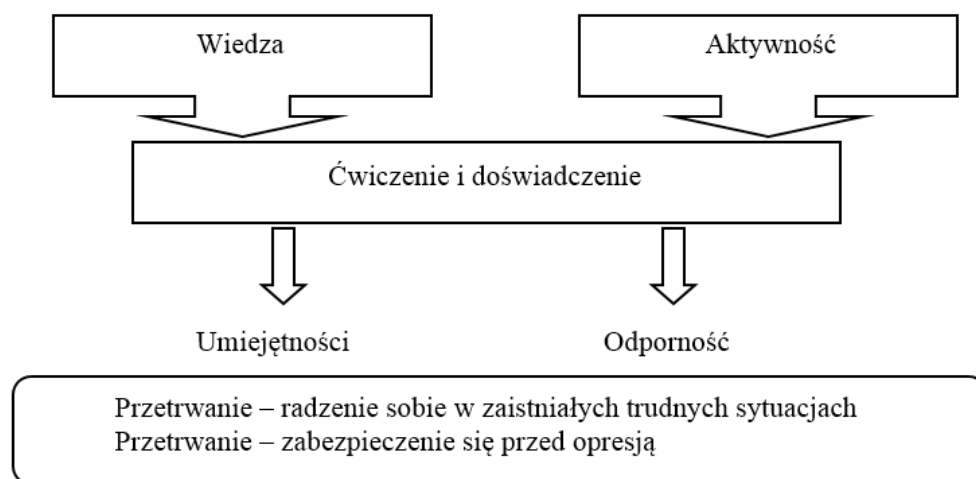 Wiedza
Aktywność
Ćwiczenie i doświadczenie
Umiejętności
Odporność
Przetrwanie – radzenie sobie w zaistniałych trudnych sytuacjach
Przetrwanie – zabezpieczenie się przed opresją